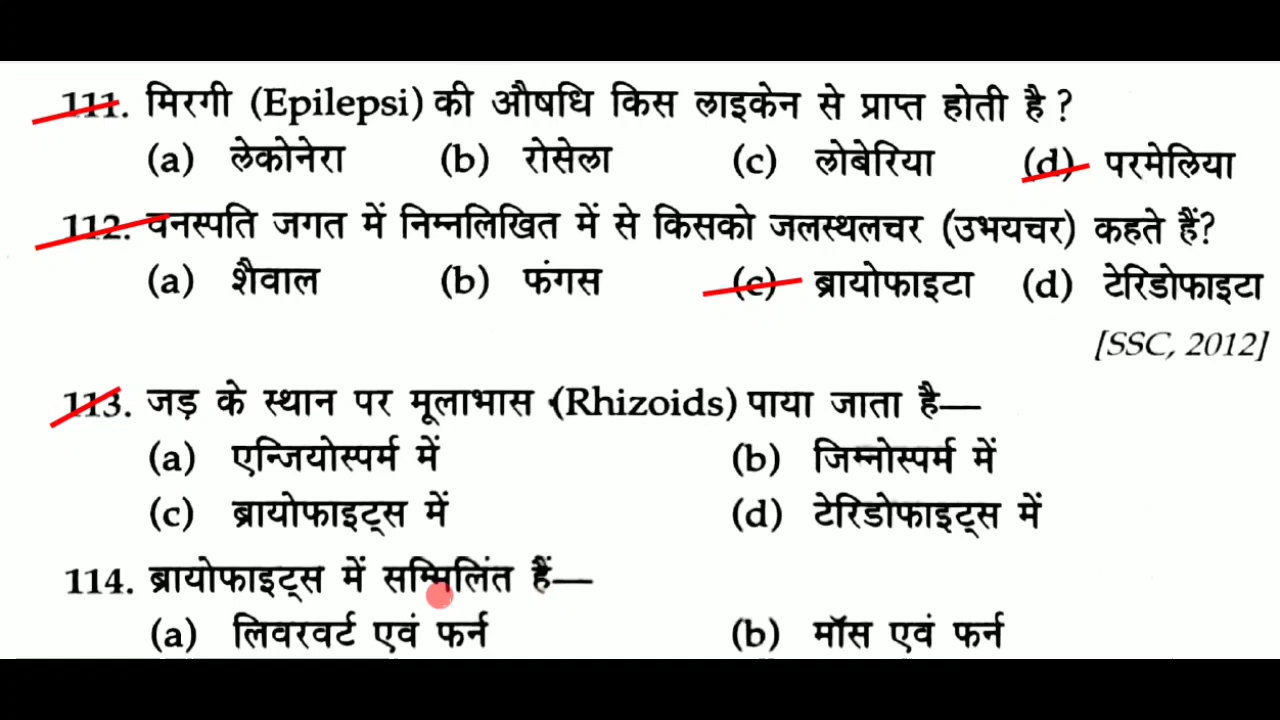 111. मिरगी (Epilepsi) की औषधि किस लाइकेन से प्राप्त होती है ?
(a) लेकोनेरा (b) रोसेला (c) लोबेरिया (d) परमेलिया
112. वनस्पति जगत में निम्नलिखित में से किसको जलस्थलचर (उभयचर) कहते हैं?
(a) शैवाल (b) फंगस (c) ब्रायोफाइटा (d) टेरिडोफाइटा
[SSC, 2012]
113. जड़ के स्थान पर मूलाभास (Rhizoids) पाया जाता है—
(a) एन्जियोस्पर्म में (b) जिम्नोस्पर्म में
(c) ब्रायोफाइट्स में (d) टेरिडोफाइट्स में
114. ब्रायोफाइट्स में सम्मिलिंत हैं—
(a) लिवरवर्ट एवं फर्न (b) मॉस एवं फर्न